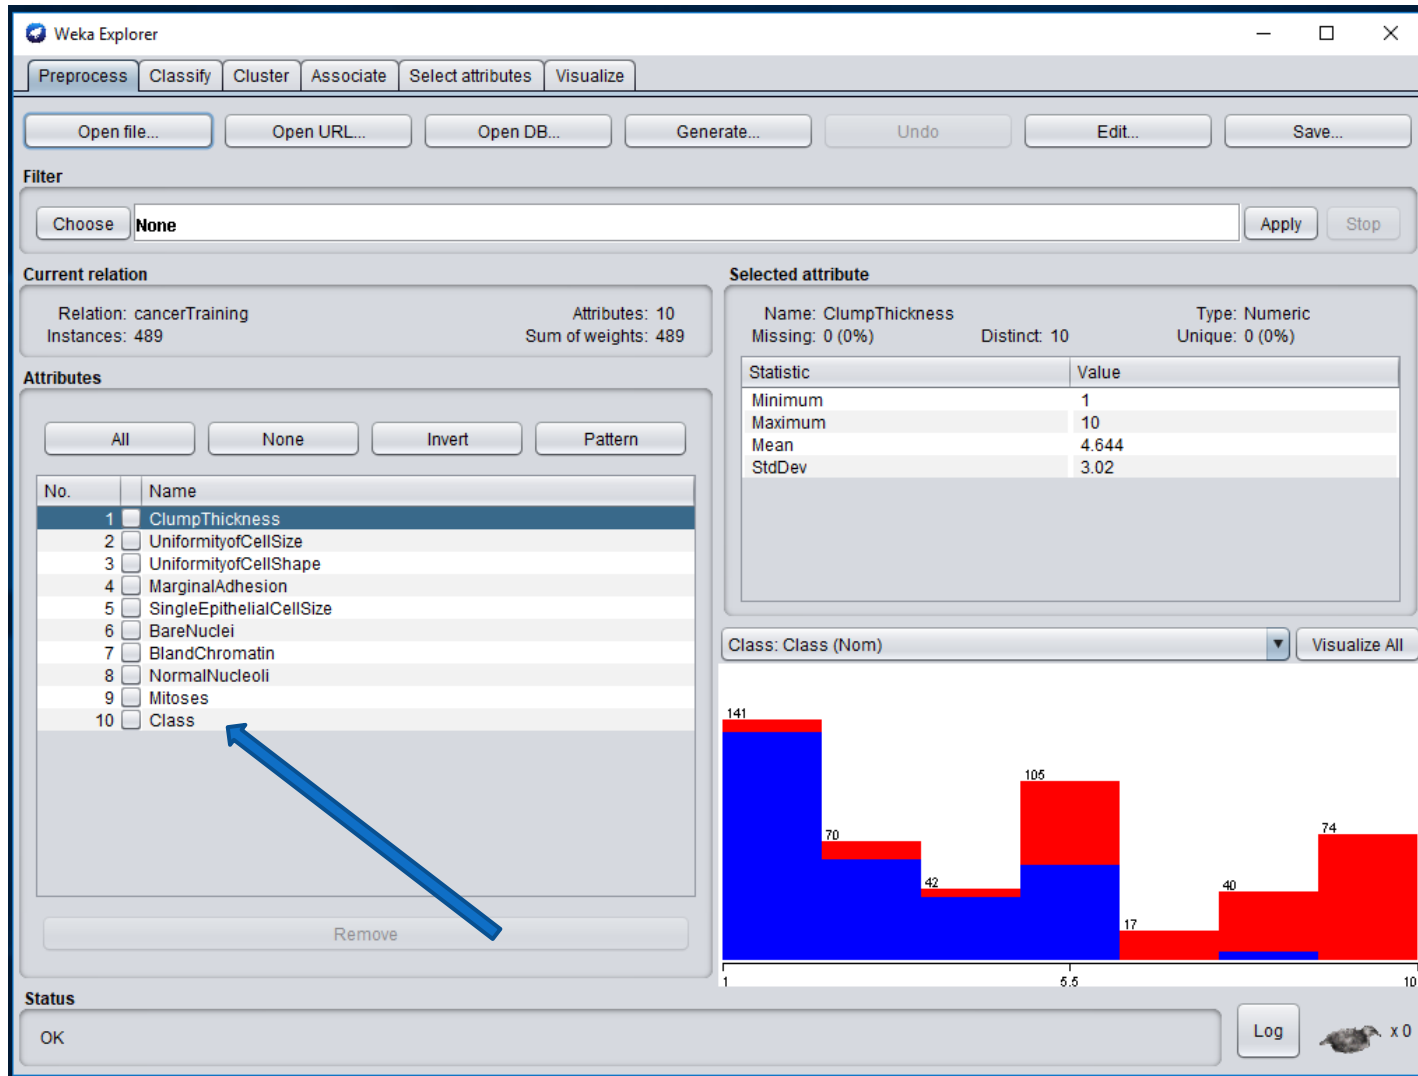 Weka Explorer
Preprocess Classify Cluster Associate Select attributes Visualize
Open file... Open URL... Open DB... Generate... Undo Edit... Save...
Filter
Choose None Apply Stop
Current relation
Relation: cancerTraining Attributes: 10
Instances: 489 Sum of weights: 489
Selected attribute
Name: ClumpThickness Type: Numeric
Missing: 0 (0%) Distinct: 10 Unique: 0 (0%)
Statistic Value
Minimum 1
Maximum 10
Mean 4.644
StdDev 3.02
Attributes
All None Invert Pattern
No. Name
1 ClumpThickness
2 UniformityofCellSize
3 UniformityofCellShape
4 MarginalAdhesion
5 SingleEpithelialCellSize
6 BareNuclei
7 BlandChromatin
8 NormalNucleoli
9 Mitoses
10 Class
Remove
Class: Class (Nom) Visualize All
141
70
42
105
17
40
74
1 5.5 10
Status
OK
Log x 0